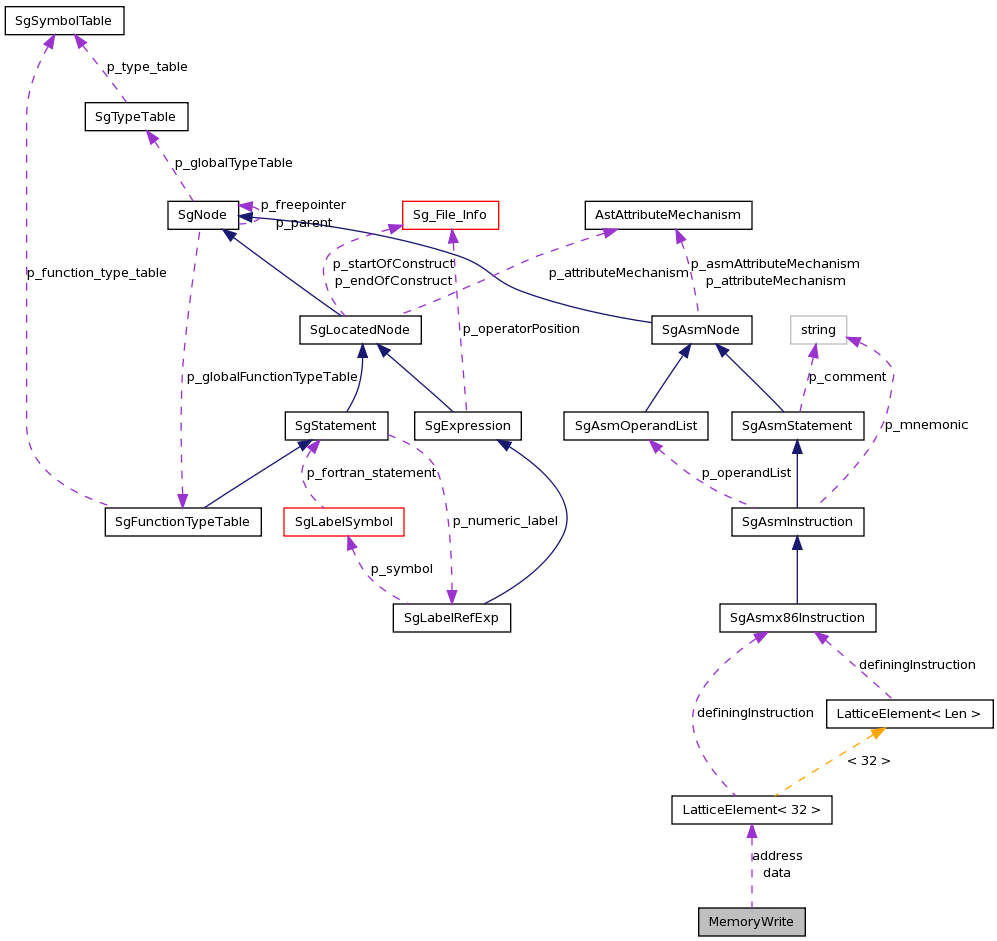 SgSymbolTable
p_type_table
SgTypeTable
p_globalTypeTable
SgNode
p_freepointer
p_parent
Sg_File_Info
AstAttributeMechanism
p_function_type_table
p_startOfConstruct
p_endOfConstruct
p_attributeMechanism
p_asmAttributeMechanism
p_attributeMechanism
SgLocatedNode
p_operatorPosition
SgAsmNode
string
p_globalFunctionTypeTable
p_comment
SgStatement
SgExpression
SgAsmOperandList
SgAsmStatement
p_mnemonic
p_fortran_statement
p_operandList
SgFunctionTypeTable
SgLabelSymbol
p_numeric_label
SgAsmInstruction
p_symbol
SgLabelRefExp
SgAsmx86Instruction
definingInstruction
definingInstruction
LatticeElement< Len >
< 32 >
LatticeElement< 32 >
address
data
MemoryWrite